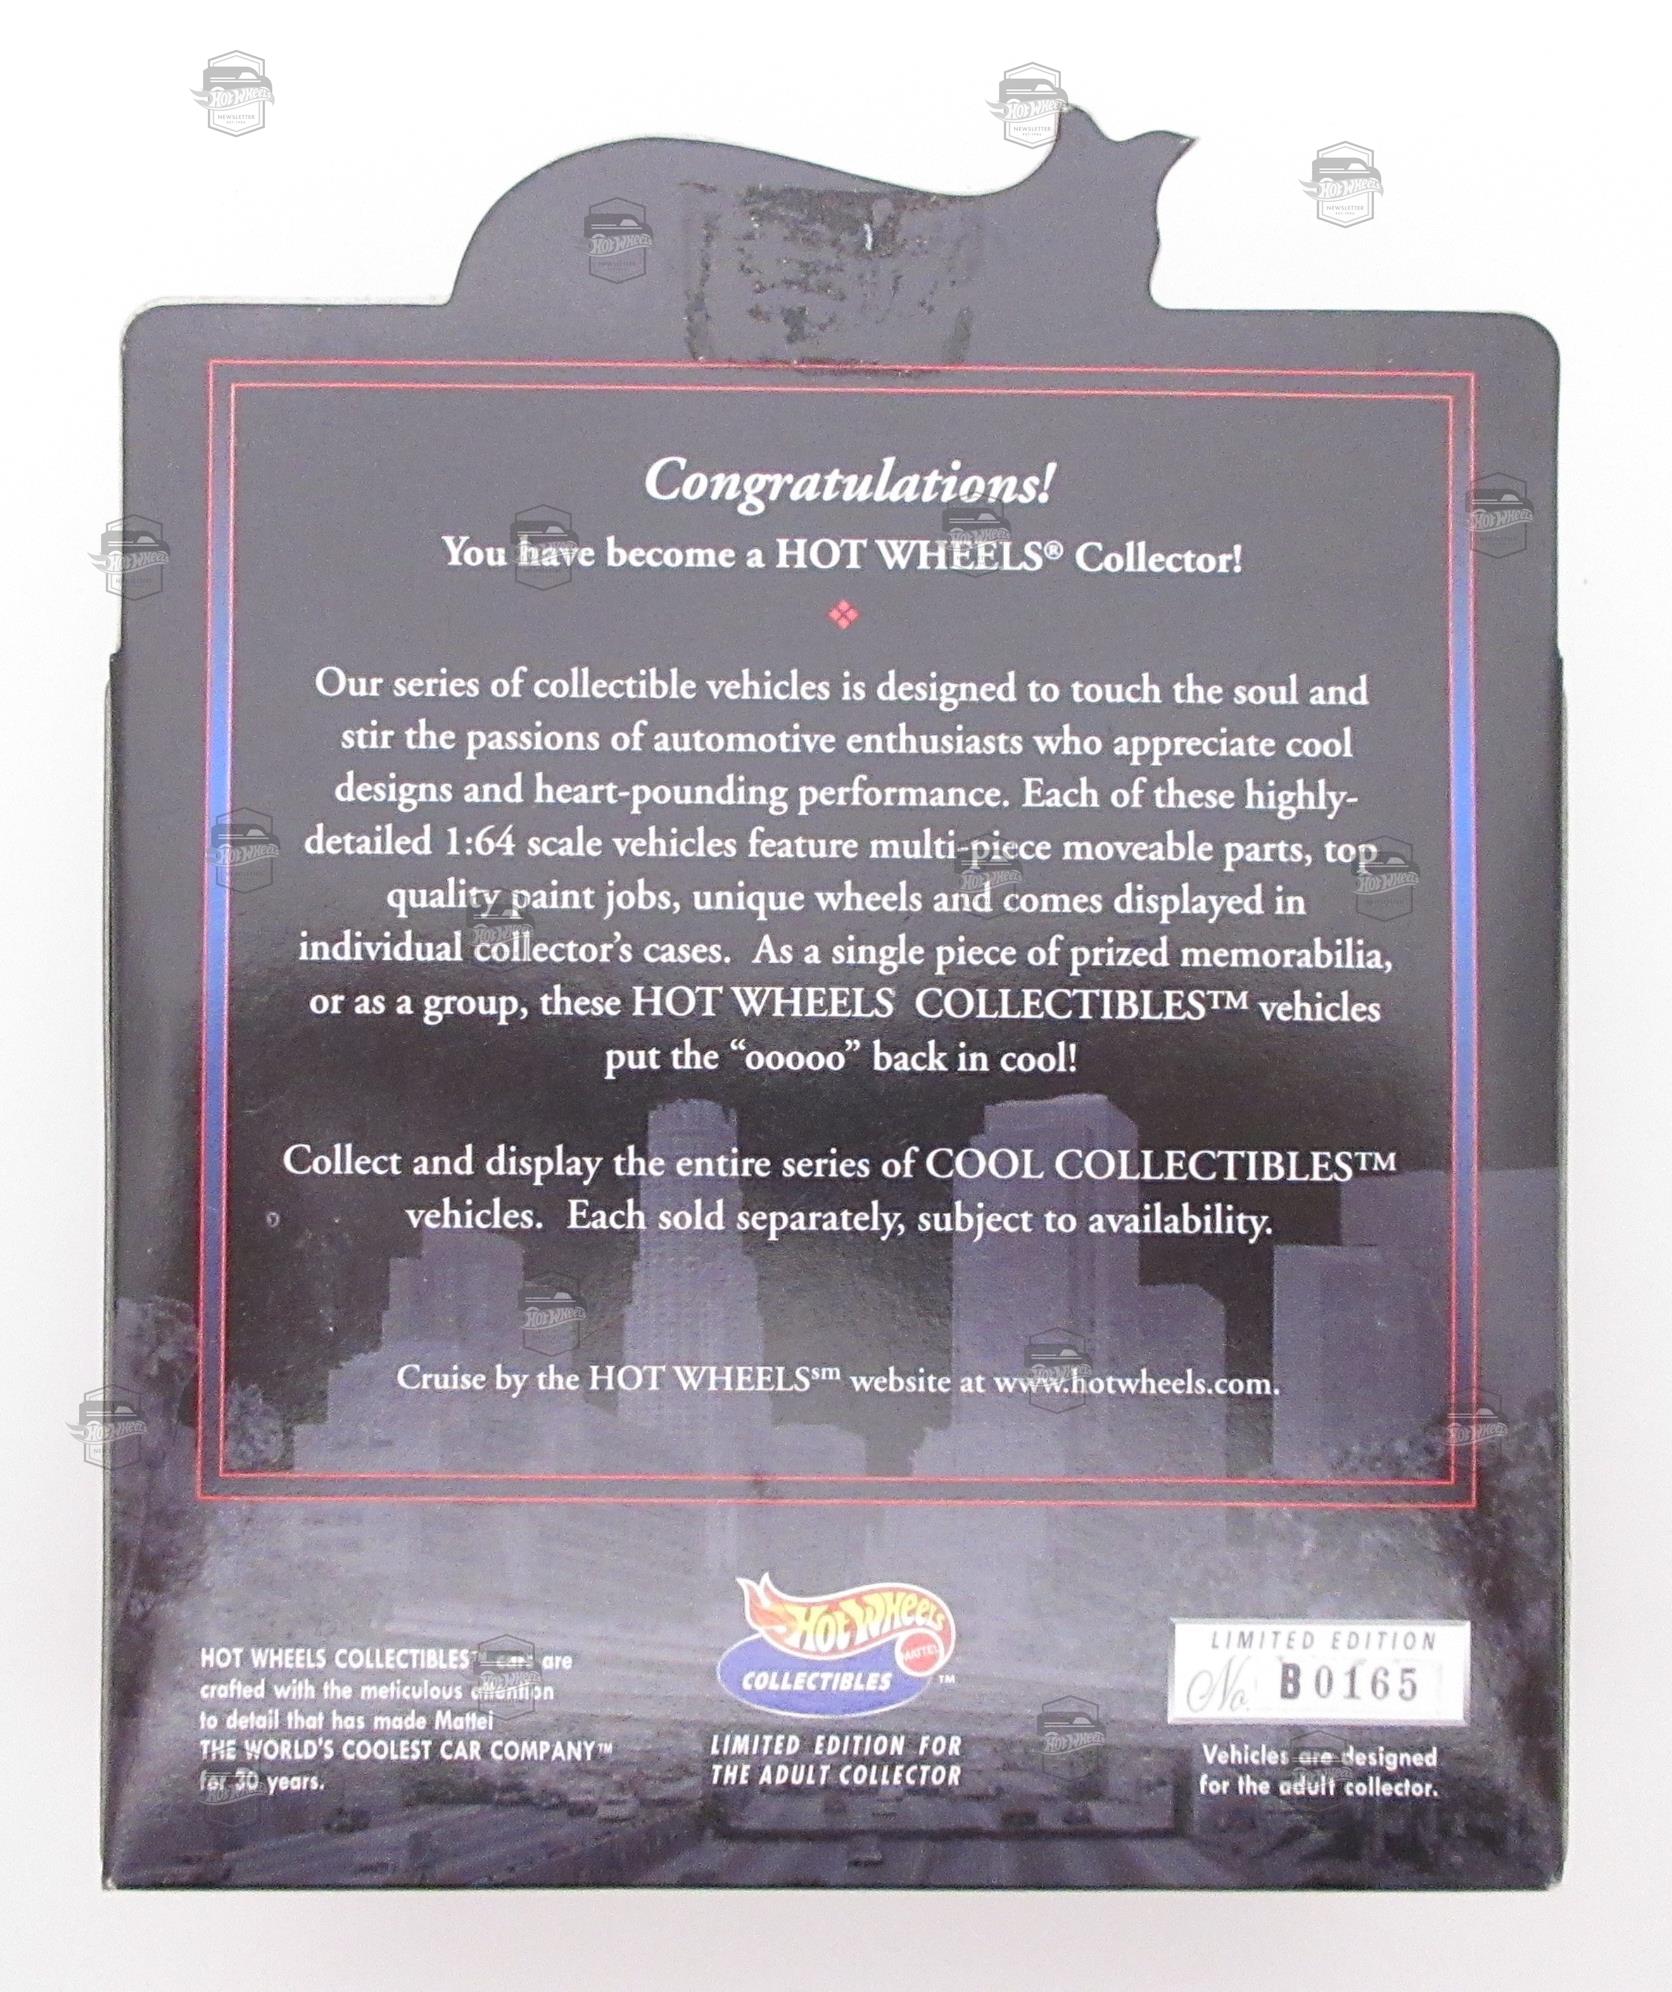 Congratulations!
You have become a HOT WHEELS® Collector!
Our series of collectible vehicles is designed to touch the soul and
stir the passions of automotive enthusiasts who appreciate cool
designs and heart-pounding performance. Each of these highly-
detailed 1:64 scale vehicles feature multi-piece moveable parts, top
quality paint jobs, unique wheels and comes displayed in
individual collector's cases. As a single piece of prized memorabilia,
or as a group, these HOT WHEELS COLLECTIBLES™ vehicles
put the “ooooo” back in cool!
Collect and display the entire series of COOL COLLECTIBLES™
vehicles. Each sold separately, subject to availability.
Cruise by the HOT WHEELSsm website at www.hotwheels.com.
HOT WHEELS COLLECTIBLES™ cars are
crafted with the meticulous attention
to detail that has made Mattel
THE WORLD'S COOLEST CAR COMPANY™
for 30 years.
Hot Wheels
MATTEL
COLLECTIBLES ™
LIMITED EDITION FOR
THE ADULT COLLECTOR
LIMITED EDITION
No. B0165
Vehicles are designed
for the adult collector.